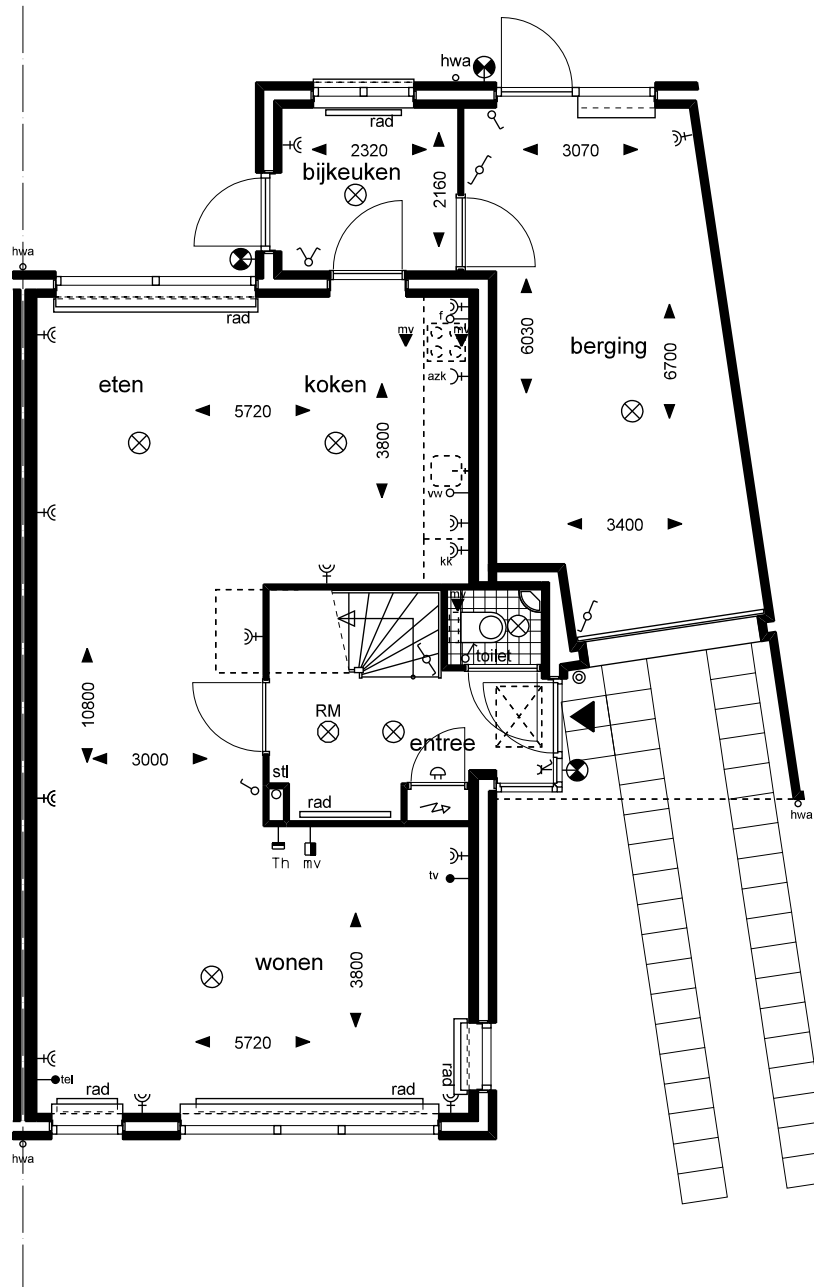 hwa
rad
2320
bijkeuken
2160
3070
hwa
rad
f
mv
mv
6030
berging
6700
eten
koken
azk
5720
3800
vw
3400
kk
mv
toilet
10800
RM
entree
3000
stl
rad
hwa
Th
mv
tv
wonen
3800
5720
tel
rad
rad
rad
hwa